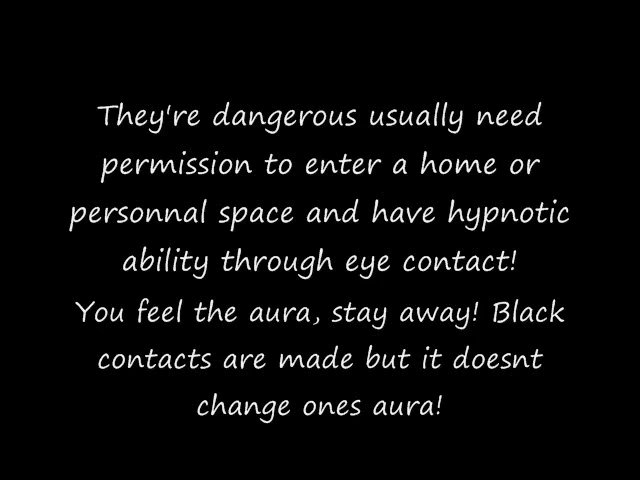 They're dangerous usually need
permission to enter a home or
personnal space and have hypnotic
ability through eye contact!
You feel the aura, stay away! Black
contacts are made but it doesnt
change ones aura!